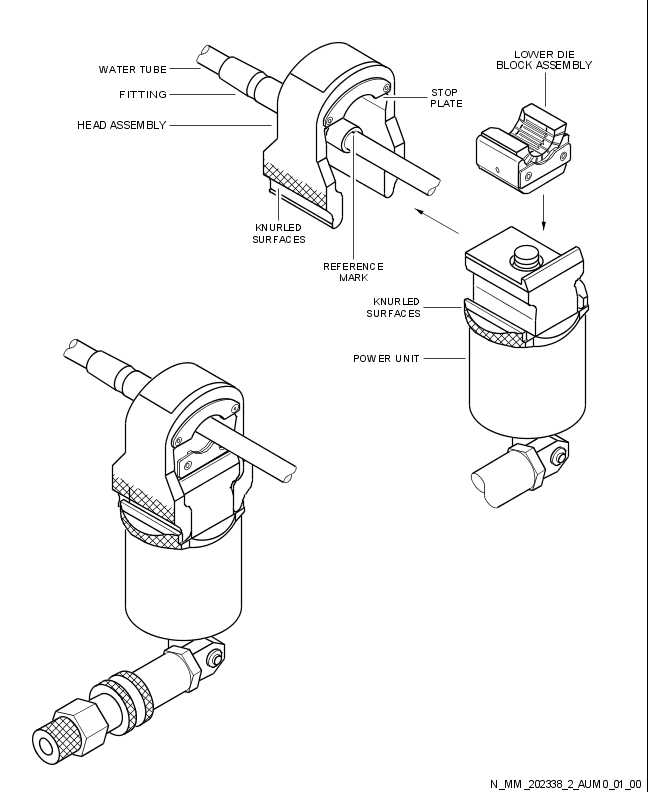 LOWER DIE
BLOCK ASSEMBLY
WATER TUBE
FITTING
STOP
PLATE
HEAD ASSEMBLY
KNURLED
SURFACES
REFERENCE
MARK
KNURLED
SURFACES
POWER UNIT
N_MM_202338_2_AUM0_01_00